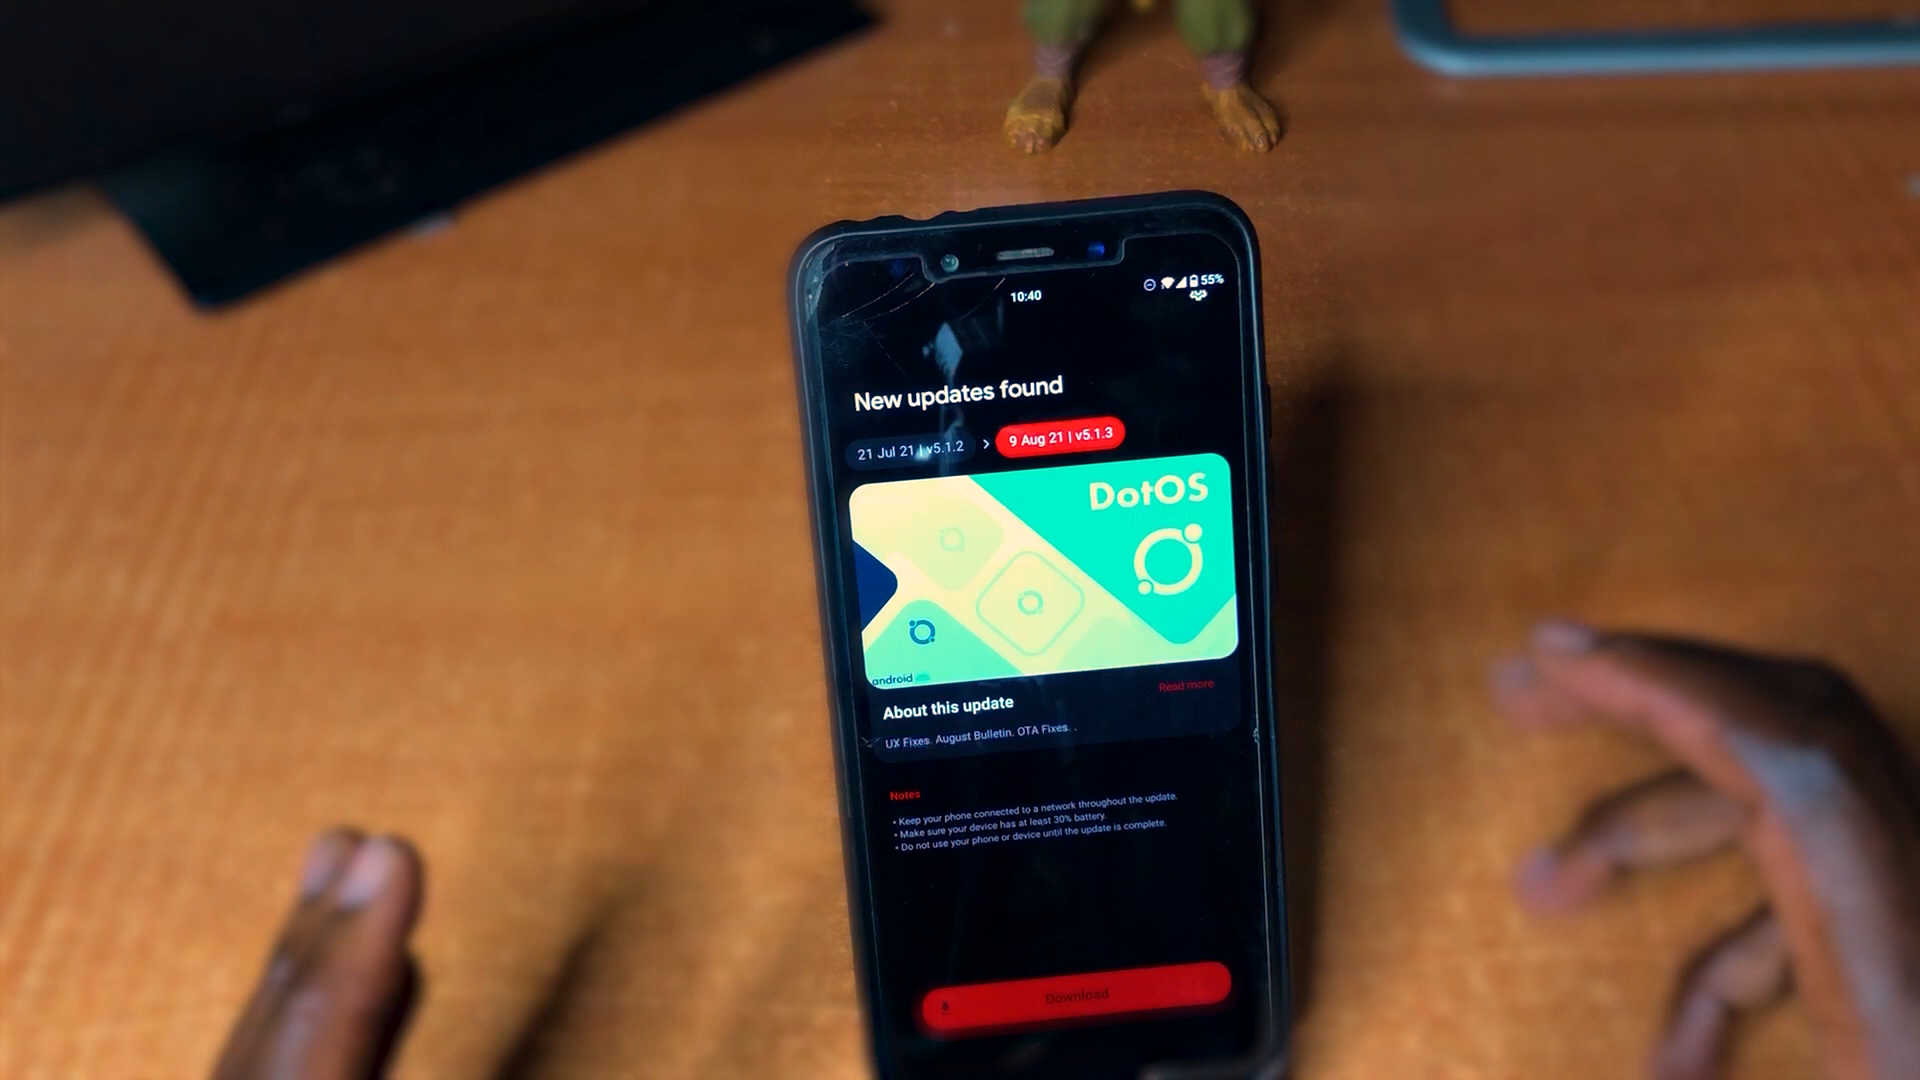 10:40
55%
New updates found
21 Jul 21 | v5.1.2 > 9 Aug 21 | v5.1.3
DotOS
android
About this update
Read more
UX Fixes. August Bulletin. OTA Fixes. .
Notes
• Keep your phone connected to a network throughout the update.
• Make sure your device has at least 30% battery.
• Do not use your phone or device until the update is complete.
Download